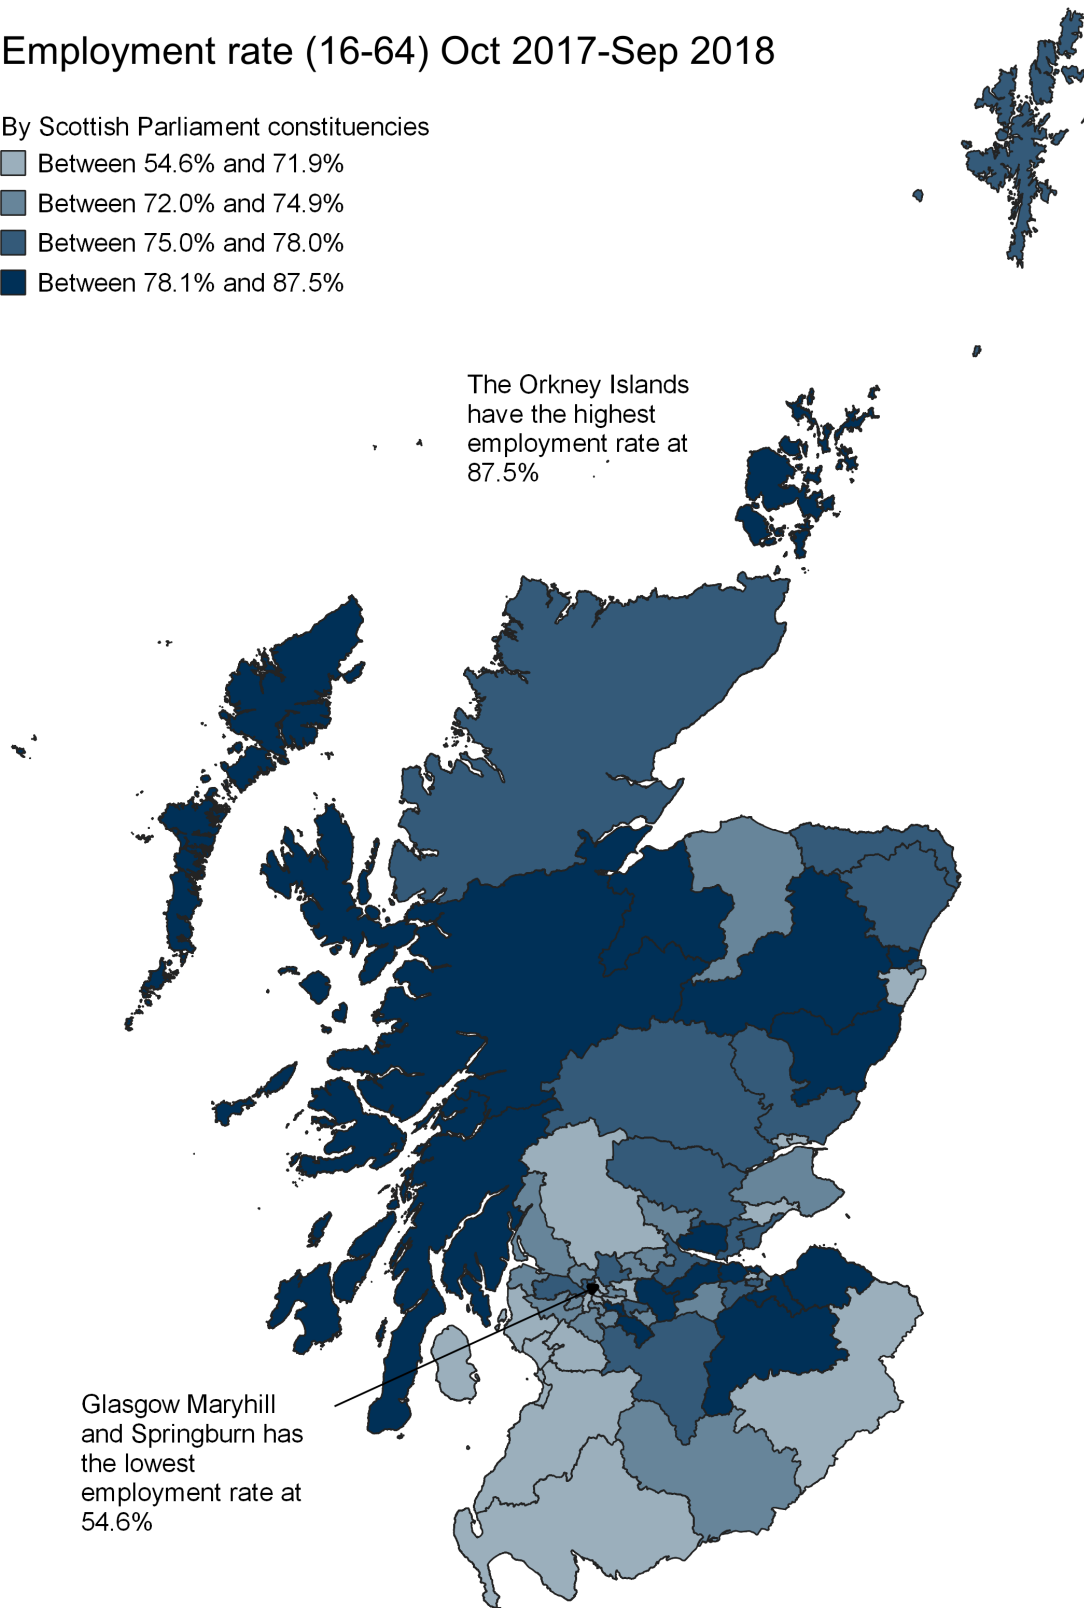 Employment rate (16-64) Oct 2017-Sep 2018
By Scottish Parliament constituencies
Between 54.6% and 71.9%
Between 72.0% and 74.9%
Between 75.0% and 78.0%
Between 78.1% and 87.5%
The Orkney Islands
have the highest
employment rate at
87.5%
Glasgow Maryhill
and Springburn has
the lowest
employment rate at
54.6%